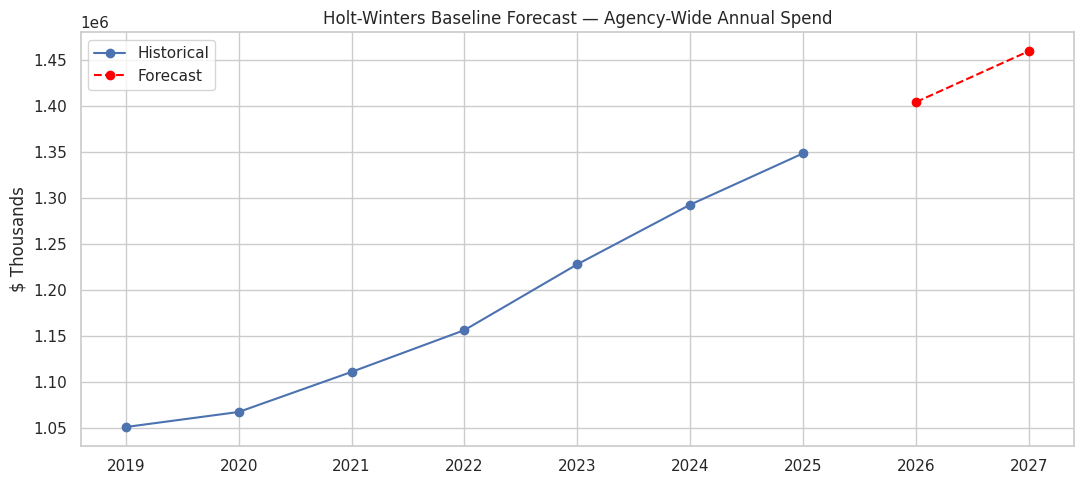 Holt-Winters Baseline Forecast — Agency-Wide Annual Spend
1e6
Historical
Forecast
$ Thousands
1.45
1.40
1.35
1.30
1.25
1.20
1.15
1.10
1.05
2019 2020 2021 2022 2023 2024 2025 2026 2027